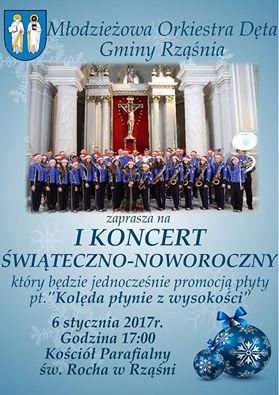 Młodzieżowa Orkiestra Dęta
Gminy Rząśnia
zaprasza na
I KONCERT
ŚWIĄTECZNO-NOWOROCZNY
który będzie jednocześnie promocją płyty
pt."Kolęda płynie z wysokości"
6 stycznia 2017r.
Godzina 17:00
Kościół Parafialny
św. Rocha w Rząśni